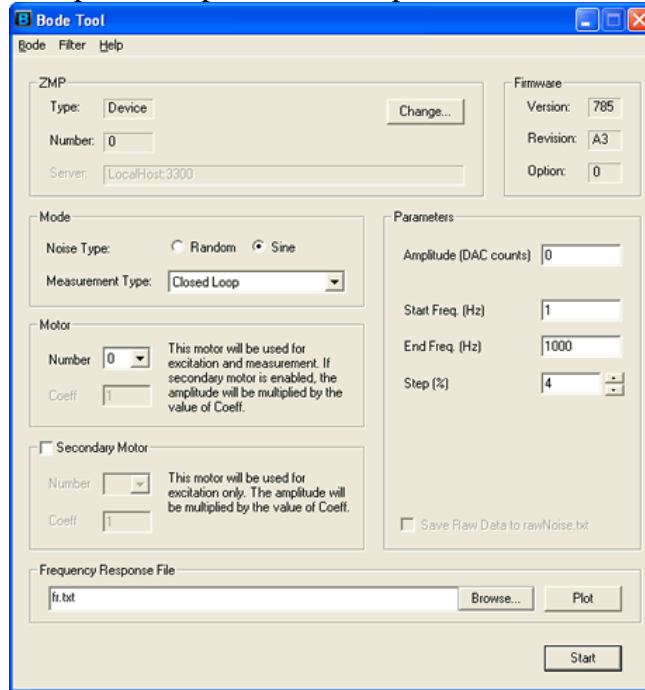 Bode Tool
Bode Filter Help
ZMP
Type: Device
Change...
Number: 0
Server: LocalHost:3300
Firmware
Version: 785
Revision: A3
Option: 0
Mode
Noise Type: Random Sine
Measurement Type: Closed Loop
Motor
Number 0
Coeff 1
This motor will be used for
excitation and measurement. If
secondary motor is enabled, the
amplitude will be multiplied by the
value of Coeff.
Secondary Motor
Number
Coeff 1
This motor will be used for
excitation only. The amplitude will
be multiplied by the value of Coeff.
Parameters
Amplitude (DAC counts) 0
Start Freq. (Hz) 1
End Freq. (Hz) 1000
Step (%) 4
Save Raw Data to rawNoise.txt
Frequency Response File
fr.txt
Browse...
Plot
Start